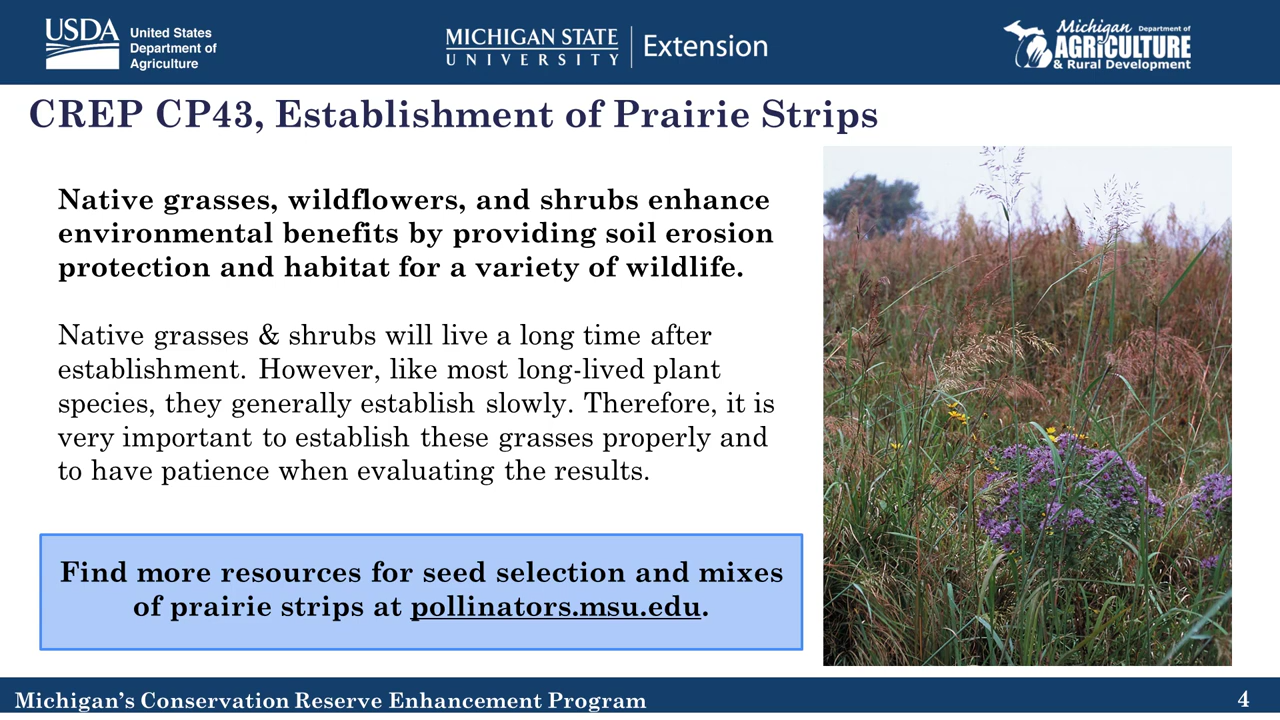 USDA
United States
Department of
Agriculture
MICHIGAN STATE
UNIVERSITY
Extension
Michigan Department of
AGRICULTURE
& Rural Development
CREP CP43, Establishment of Prairie Strips
Native grasses, wildflowers, and shrubs enhance
environmental benefits by providing soil erosion
protection and habitat for a variety of wildlife.
Native grasses & shrubs will live a long time after
establishment. However, like most long-lived plant
species, they generally establish slowly. Therefore, it is
very important to establish these grasses properly and
to have patience when evaluating the results.
Find more resources for seed selection and mixes
of prairie strips at pollinators.msu.edu.
Michigan’s Conservation Reserve Enhancement Program
4